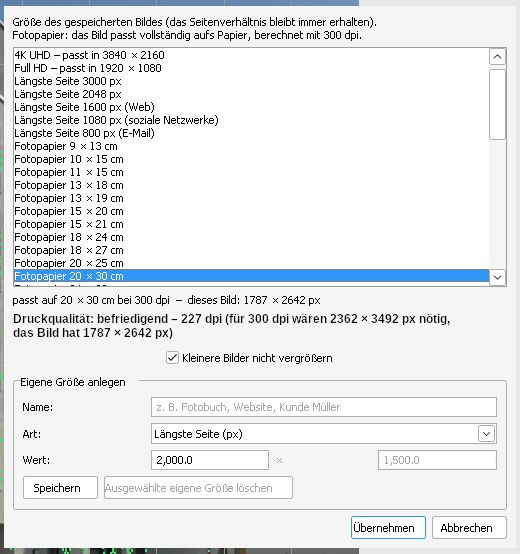 Größe des gespeicherten Bildes (das Seitenverhältnis bleibt immer erhalten).
Fotopapier: das Bild passt vollständig aufs Papier, berechnet mit 300 dpi.
4K UHD – passt in 3840 × 2160
Full HD – passt in 1920 × 1080
Längste Seite 3000 px
Längste Seite 2048 px
Längste Seite 1600 px (Web)
Längste Seite 1080 px (soziale Netzwerke)
Längste Seite 800 px (E-Mail)
Fotopapier 9 × 13 cm
Fotopapier 10 × 15 cm
Fotopapier 11 × 15 cm
Fotopapier 13 × 18 cm
Fotopapier 13 × 19 cm
Fotopapier 15 × 20 cm
Fotopapier 15 × 21 cm
Fotopapier 18 × 24 cm
Fotopapier 18 × 27 cm
Fotopapier 20 × 25 cm
Fotopapier 20 × 30 cm
passt auf 20 × 30 cm bei 300 dpi – dieses Bild: 1787 × 2642 px
Druckqualität: befriedigend – 227 dpi (für 300 dpi wären 2362 × 3492 px nötig,
das Bild hat 1787 × 2642 px)
Kleinere Bilder nicht vergrößern
Eigene Größe anlegen
Name: z. B. Fotobuch, Website, Kunde Müller
Art: Längste Seite (px)
Wert: 2,000.0 × 1,500.0
Speichern Ausgewählte eigene Größe löschen
Übernehmen Abbrechen